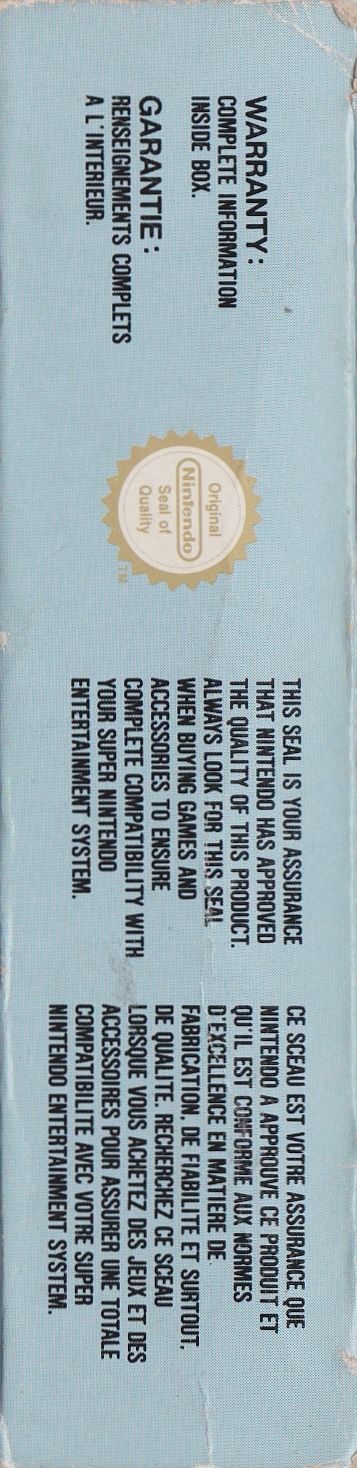 WARRANTY:
COMPLETE INFORMATION
INSIDE BOX.
GARANTIE:
RENSEIGNEMENTS COMPLETS
A L'INTERIEUR.
Original
Nintendo
Seal of
Quality
TM
THIS SEAL IS YOUR ASSURANCE
THAT NINTENDO HAS APPROVED
THE QUALITY OF THIS PRODUCT.
ALWAYS LOOK FOR THIS SEAL
WHEN BUYING GAMES AND
ACCESSORIES TO ENSURE
COMPLETE COMPATIBILITY WITH
YOUR SUPER NINTENDO
ENTERTAINMENT SYSTEM.
CE SCEAU EST VOTRE ASSURANCE QUE
NINTENDO A APPROUVE CE PRODUIT ET
QU'IL EST CONFORME AUX NORMES
D'EXCELLENCE EN MATIERE DE
FABRICATION, DE FIABILITE ET SURTOUT,
DE QUALITE. RECHERCHEZ CE SCEAU
LORSQUE VOUS ACHETEZ DES JEUX ET DES
ACCESSOIRES POUR ASSURER UNE TOTALE
COMPATIBILITE AVEC VOTRE SUPER
NINTENDO ENTERTAINMENT SYSTEM.